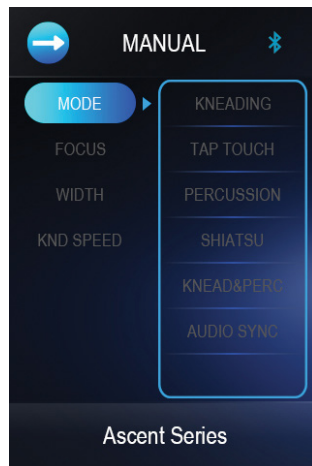 MANUAL
MODE
FOCUS
WIDTH
KND SPEED
KNEADING
TAP TOUCH
PERCUSSION
SHIATSU
KNEAD&PERC
AUDIO SYNC
Ascent Series